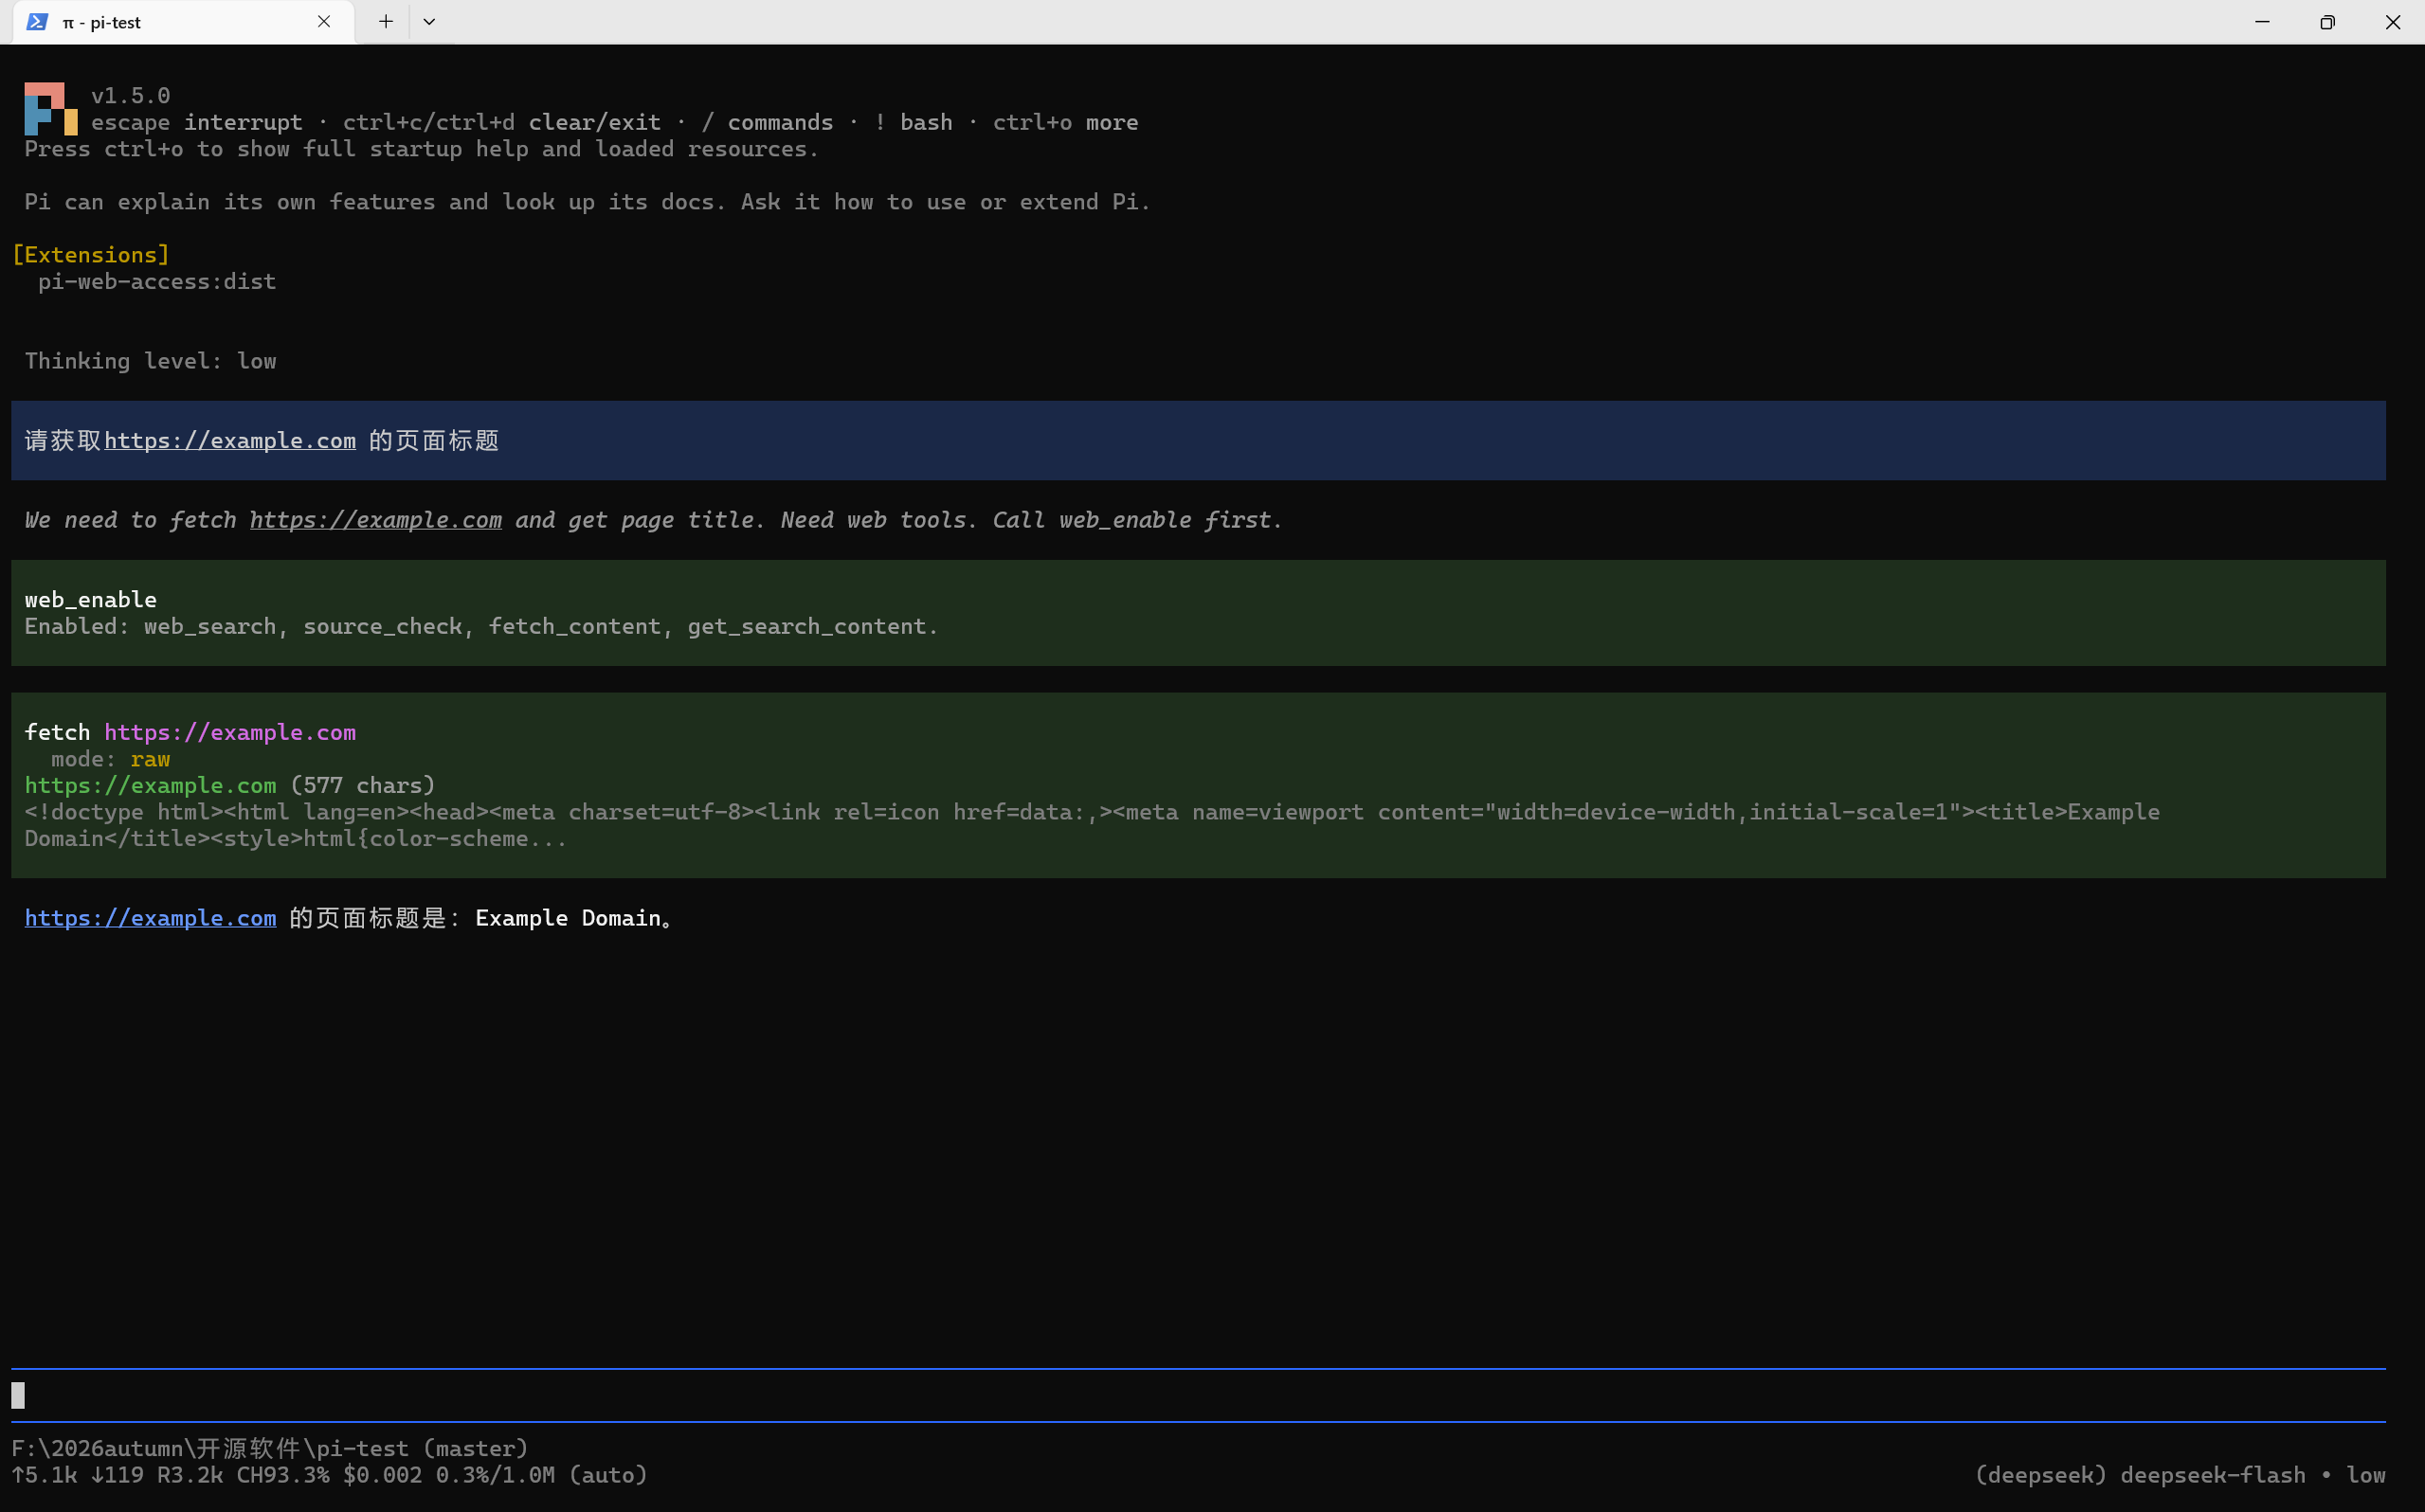 π - pi-test
v1.5.0
escape interrupt · ctrl+c/ctrl+d clear/exit · / commands · ! bash · ctrl+o more
Press ctrl+o to show full startup help and loaded resources.
Pi can explain its own features and look up its docs. Ask it how to use or extend Pi.
[Extensions]
pi-web-access:dist
Thinking level: low
请获取https://example.com 的页面标题
We need to fetch https://example.com and get page title. Need web tools. Call web_enable first.
web_enable
Enabled: web_search, source_check, fetch_content, get_search_content.
fetch https://example.com
mode: raw
https://example.com (577 chars)
<!doctype html><html lang=en><head><meta charset=utf-8><link rel=icon href=data:,><meta name=viewport content="width=device-width,initial-scale=1"><title>Example
Domain</title><style>html{color-scheme...
https://example.com 的页面标题是：Example Domain。
F:\2026autumn\开源软件\pi-test (master)
↑5.1k ↓119 R3.2k CH93.3% $0.002 0.3%/1.0M (auto) (deepseek) deepseek-flash • low